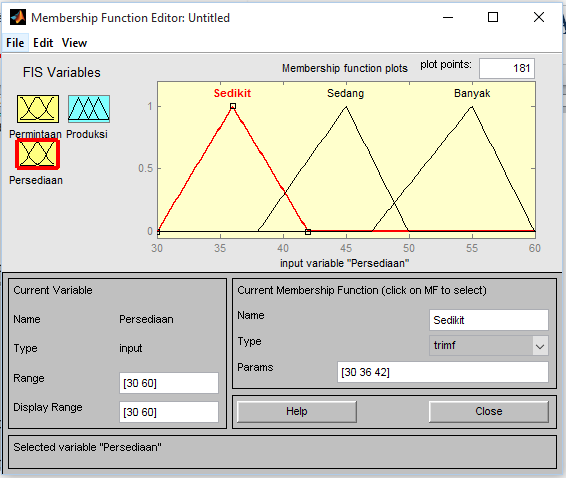 Membership Function Editor: Untitled
File Edit View
FIS Variables
Permintaan Produksi
Persediaan
Membership function plots plot points: 181
Sedikit Sedang Banyak
1
0.5
0
30 35 40 45 50 55 60
input variable "Persediaan"
Current Variable
Name Persediaan
Type input
Range [30 60]
Display Range [30 60]
Current Membership Function (click on MF to select)
Name Sedikit
Type trimf
Params [30 36 42]
Help Close
Selected variable "Persediaan"